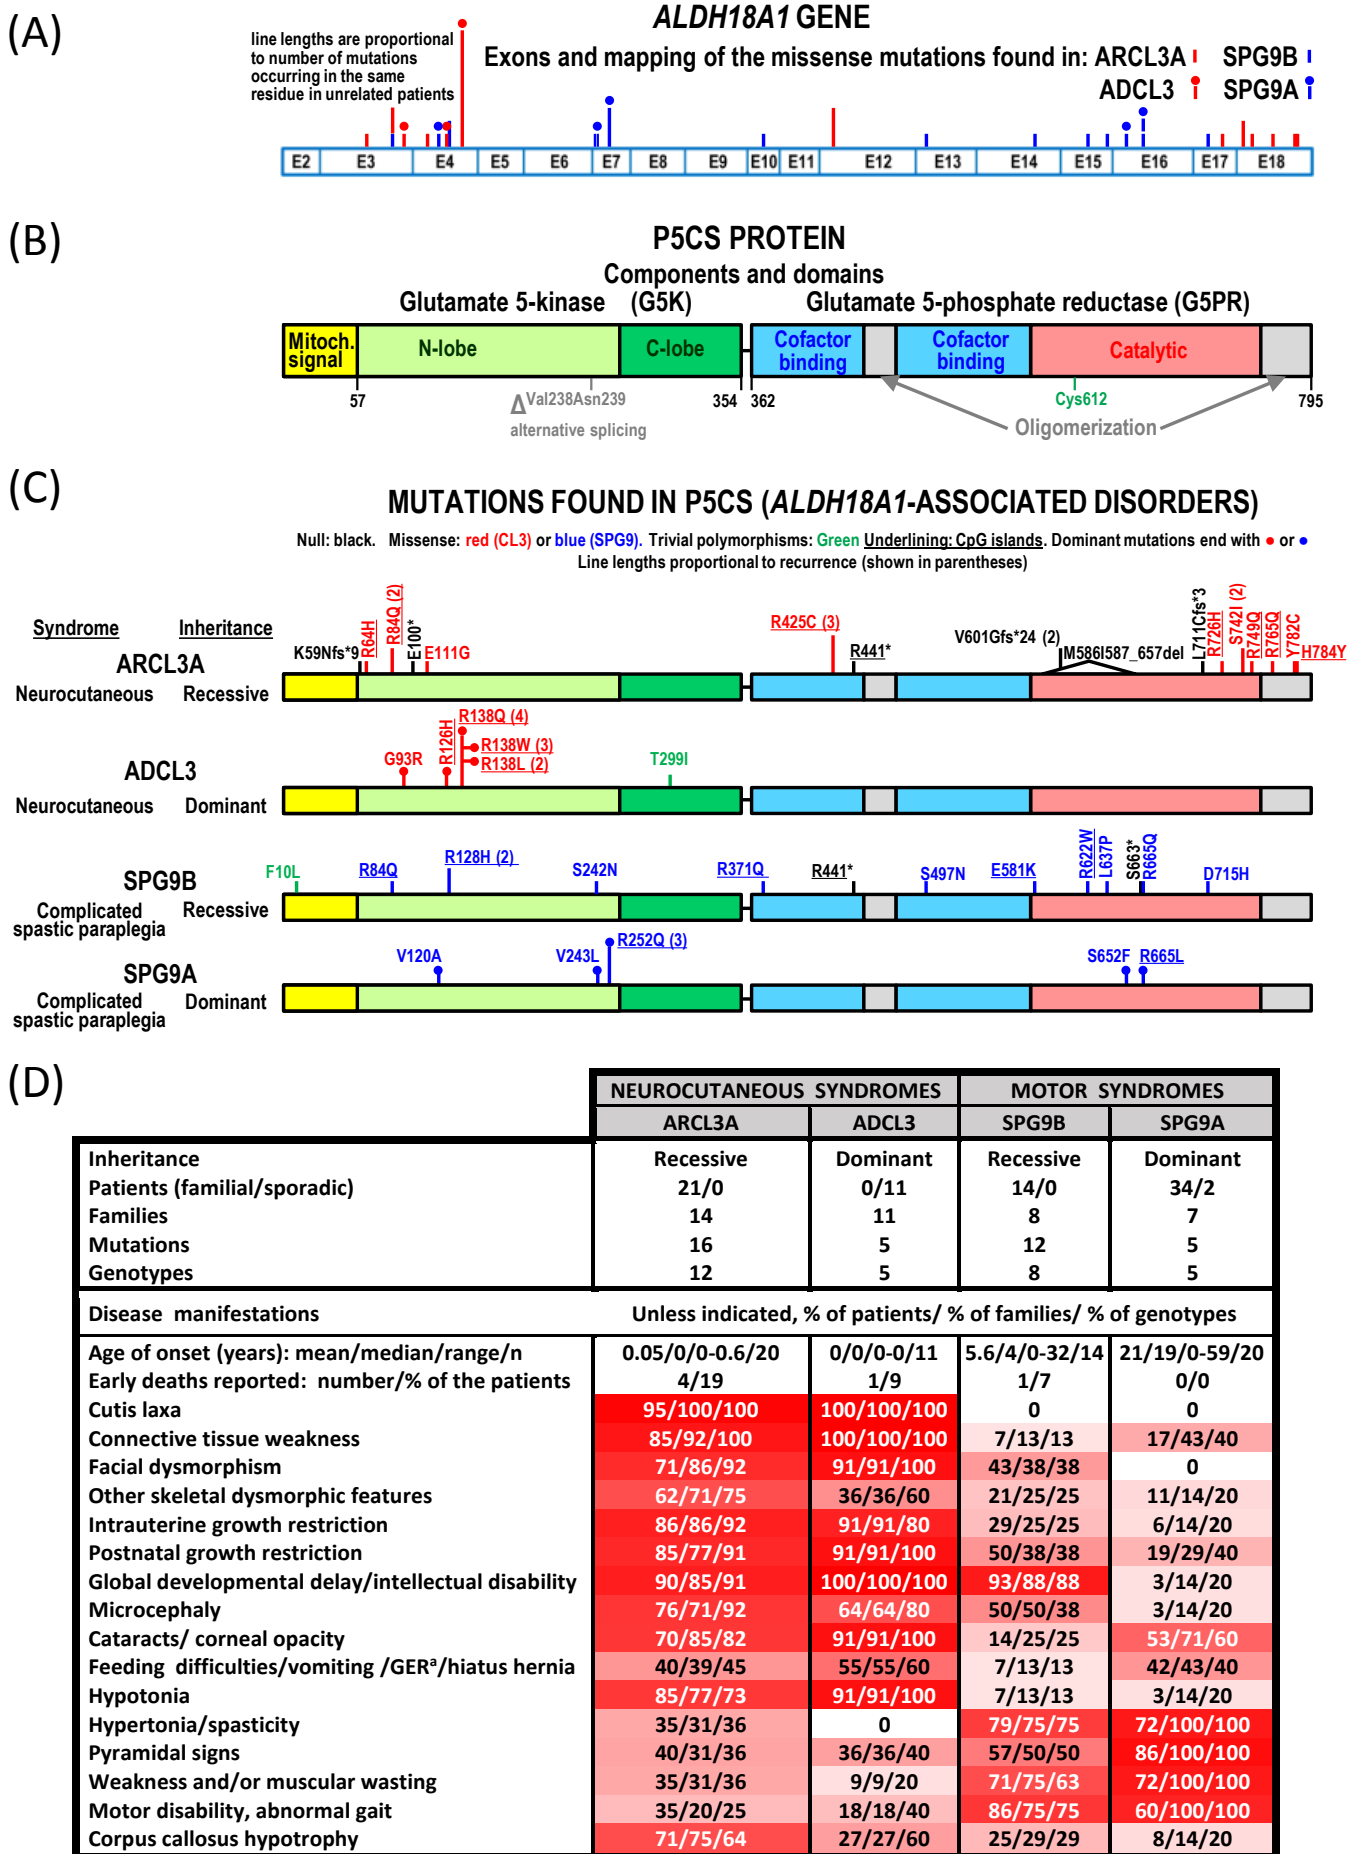 (A)
ALDH18A1 GENE
line lengths are proportional
to number of mutations
occurring in the same
residue in unrelated patients
Exons and mapping of the missense mutations found in: ARCL3A SPG9B
ADCL3 SPG9A
E2 E3 E4 E5 E6 E7 E8 E9 E10 E11 E12 E13 E14 E15 E16 E17 E18
(B)
P5CS PROTEIN
Components and domains
Glutamate 5-kinase (G5K) Glutamate 5-phosphate reductase (G5PR)
Mitoch. signal N-lobe C-lobe Cofactor binding Cofactor binding Catalytic
57 Δ Val238Asn239 354 362 Cys612 795
alternative splicing Oligomerization
(C)
MUTATIONS FOUND IN P5CS (ALDH18A1-ASSOCIATED DISORDERS)
Null: black. Missense: red (CL3) or blue (SPG9). Trivial polymorphisms: Green Underlining: CpG islands. Dominant mutations end with ● or ●
Line lengths proportional to recurrence (shown in parentheses)
Syndrome Inheritance
ARCL3A
Neurocutaneous Recessive
K59Nfs*9 R64H R84Q (2) E100* E111G R425C (3) R441* V601Gfs*24 (2) M586I587_657del L711Cfs*3 R726H S742I (2) R749Q R765Q Y782C H784Y
ADCL3
Neurocutaneous Dominant
G93R R126H R138Q (4) R138W (3) R138L (2) T299I
SPG9B
Complicated spastic paraplegia Recessive
F10L R84Q R128H (2) S242N R371Q R441* S497N E581K R622W L637P S663* R665Q D715H
SPG9A
Complicated spastic paraplegia Dominant
V120A V243L R252Q (3) S652F R665L
(D)
NEUROCUTANEOUS SYNDROMES MOTOR SYNDROMES
ARCL3A ADCL3 SPG9B SPG9A
Inheritance Recessive Dominant Recessive Dominant
Patients (familial/sporadic) 21/0 0/11 14/0 34/2
Families 14 11 8 7
Mutations 16 5 12 5
Genotypes 12 5 8 5
Disease manifestations Unless indicated, % of patients/ % of families/ % of genotypes
Age of onset (years): mean/median/range/n 0.05/0/0-0.6/20 0/0/0-0/11 5.6/4/0-32/14 21/19/0-59/20
Early deaths reported: number/% of the patients 4/19 1/9 1/7 0/0
Cutis laxa 95/100/100 100/100/100 0 0
Connective tissue weakness 85/92/100 100/100/100 7/13/13 17/43/40
Facial dysmorphism 71/86/92 91/91/100 43/38/38 0
Other skeletal dysmorphic features 62/71/75 36/36/60 21/25/25 11/14/20
Intrauterine growth restriction 86/86/92 91/91/80 29/25/25 6/14/20
Postnatal growth restriction 85/77/91 91/91/100 50/38/38 19/29/40
Global developmental delay/intellectual disability 90/85/91 100/100/100 93/88/88 3/14/20
Microcephaly 76/71/92 64/64/80 50/50/38 3/14/20
Cataracts/ corneal opacity 70/85/82 91/91/100 14/25/25 53/71/60
Feeding difficulties/vomiting /GERᵃ/hiatus hernia 40/39/45 55/55/60 7/13/13 42/43/40
Hypotonia 85/77/73 91/91/100 7/13/13 3/14/20
Hypertonia/spasticity 35/31/36 0 79/75/75 72/100/100
Pyramidal signs 40/31/36 36/36/40 57/50/50 86/100/100
Weakness and/or muscular wasting 35/31/36 9/9/20 71/75/63 72/100/100
Motor disability, abnormal gait 35/20/25 18/18/40 86/75/75 60/100/100
Corpus callosus hypotrophy 71/75/64 27/27/60 25/29/29 8/14/20